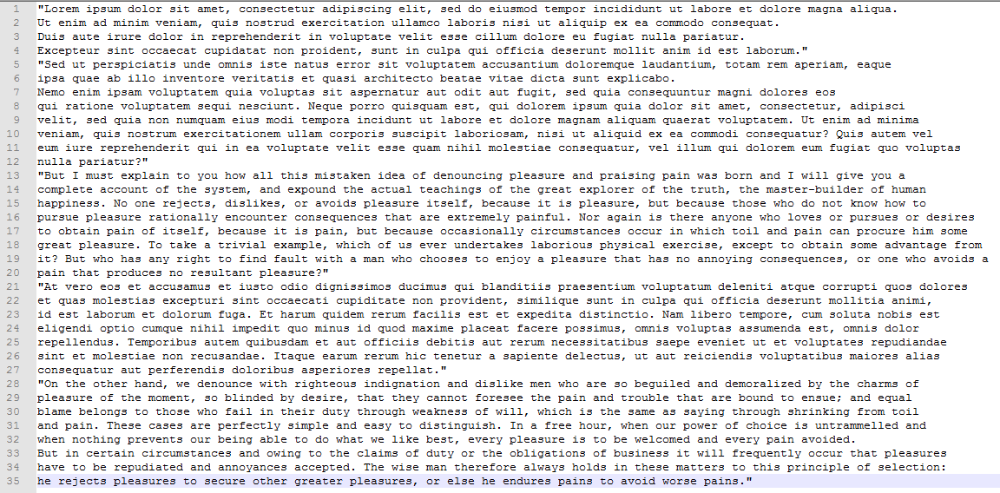 1 "Lorem ipsum dolor sit amet, consectetur adipiscing elit, sed do eiusmod tempor incididunt ut labore et dolore magna aliqua.
2 Ut enim ad minim veniam, quis nostrud exercitation ullamco laboris nisi ut aliquip ex ea commodo consequat.
3 Duis aute irure dolor in reprehenderit in voluptate velit esse cillum dolore eu fugiat nulla pariatur.
4 Excepteur sint occaecat cupidatat non proident, sunt in culpa qui officia deserunt mollit anim id est laborum."
5 "Sed ut perspiciatis unde omnis iste natus error sit voluptatem accusantium doloremque laudantium, totam rem aperiam, eaque
6 ipsa quae ab illo inventore veritatis et quasi architecto beatae vitae dicta sunt explicabo.
7 Nemo enim ipsam voluptatem quia voluptas sit aspernatur aut odit aut fugit, sed quia consequuntur magni dolores eos
8 qui ratione voluptatem sequi nesciunt. Neque porro quisquam est, qui dolorem ipsum quia dolor sit amet, consectetur, adipisci
9 velit, sed quia non numquam eius modi tempora incidunt ut labore et dolore magnam aliquam quaerat voluptatem. Ut enim ad minima
10 veniam, quis nostrum exercitationem ullam corporis suscipit laboriosam, nisi ut aliquid ex ea commodi consequatur? Quis autem vel
11 eum iure reprehenderit qui in ea voluptate velit esse quam nihil molestiae consequatur, vel illum qui dolorem eum fugiat quo voluptas
12 nulla pariatur?"
13 "But I must explain to you how all this mistaken idea of denouncing pleasure and praising pain was born and I will give you a
14 complete account of the system, and expound the actual teachings of the great explorer of the truth, the master-builder of human
15 happiness. No one rejects, dislikes, or avoids pleasure itself, because it is pleasure, but because those who do not know how to
16 pursue pleasure rationally encounter consequences that are extremely painful. Nor again is there anyone who loves or pursues or desires
17 to obtain pain of itself, because it is pain, but because occasionally circumstances occur in which toil and pain can procure him some
18 great pleasure. To take a trivial example, which of us ever undertakes laborious physical exercise, except to obtain some advantage from
19 it? But who has any right to find fault with a man who chooses to enjoy a pleasure that has no annoying consequences, or one who avoids a
20 pain that produces no resultant pleasure?"
21 "At vero eos et accusamus et iusto odio dignissimos ducimus qui blanditiis praesentium voluptatum deleniti atque corrupti quos dolores
22 et quas molestias excepturi sint occaecati cupiditate non provident, similique sunt in culpa qui officia deserunt mollitia animi,
23 id est laborum et dolorum fuga. Et harum quidem rerum facilis est et expedita distinctio. Nam libero tempore, cum soluta nobis est
24 eligendi optio cumque nihil impedit quo minus id quod maxime placeat facere possimus, omnis voluptas assumenda est, omnis dolor
25 repellendus. Temporibus autem quibusdam et aut officiis debitis aut rerum necessitatibus saepe eveniet ut et voluptates repudiandae
26 sint et molestiae non recusandae. Itaque earum rerum hic tenetur a sapiente delectus, ut aut reiciendis voluptatibus maiores alias
27 consequatur aut perferendis doloribus asperiores repellat."
28 "On the other hand, we denounce with righteous indignation and dislike men who are so beguiled and demoralized by the charms of
29 pleasure of the moment, so blinded by desire, that they cannot foresee the pain and trouble that are bound to ensue; and equal
30 blame belongs to those who fail in their duty through weakness of will, which is the same as saying through shrinking from toil
31 and pain. These cases are perfectly simple and easy to distinguish. In a free hour, when our power of choice is untrammelled and
32 when nothing prevents our being able to do what we like best, every pleasure is to be welcomed and every pain avoided.
33 But in certain circumstances and owing to the claims of duty or the obligations of business it will frequently occur that pleasures
34 have to be repudiated and annoyances accepted. The wise man therefore always holds in these matters to this principle of selection:
35 he rejects pleasures to secure other greater pleasures, or else he endures pains to avoid worse pains."